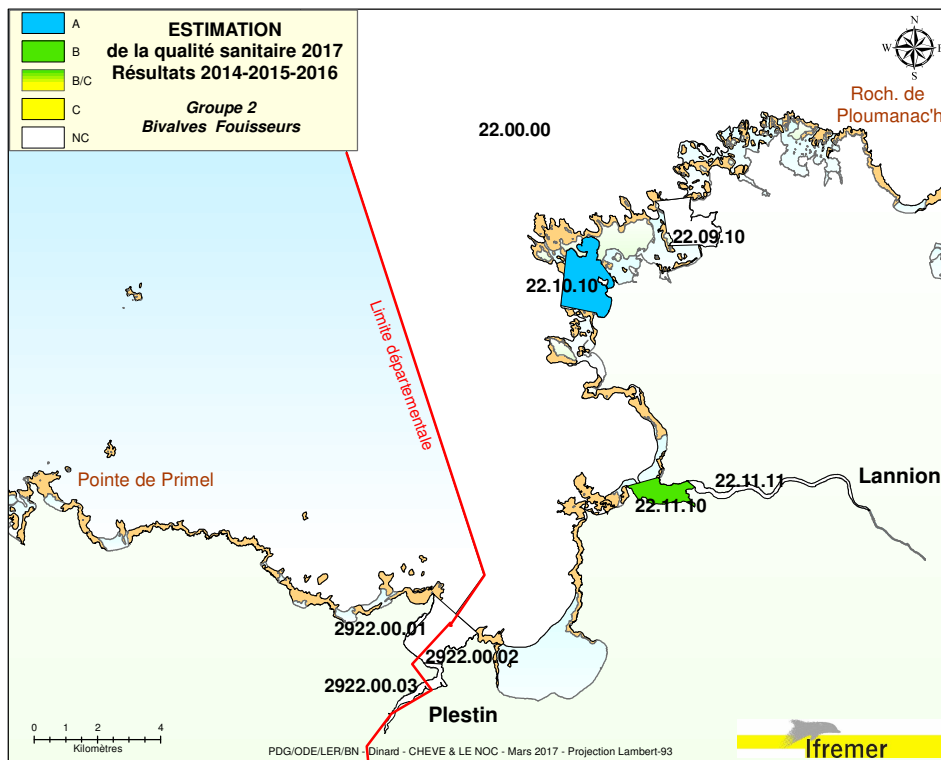 A
B
B/C
C
NC
ESTIMATION
de la qualité sanitaire 2017
Résultats 2014-2015-2016
Groupe 2
Bivalves Fouisseurs
N
W
E
S
Roch. de
Ploumanac'h
22.00.00
22.09.10
22.10.10
Limite départementale
Pointe de Primel
22.11.11
Lannion
22.11.10
2922.00.01
2922.00.02
2922.00.03
Plestin
0 2 4
Kilomètres
PDG/ODE/LER/BN - Dinard - CHEVE & LE NOC - Mars 2017 - Projection Lambert-93
Ifremer